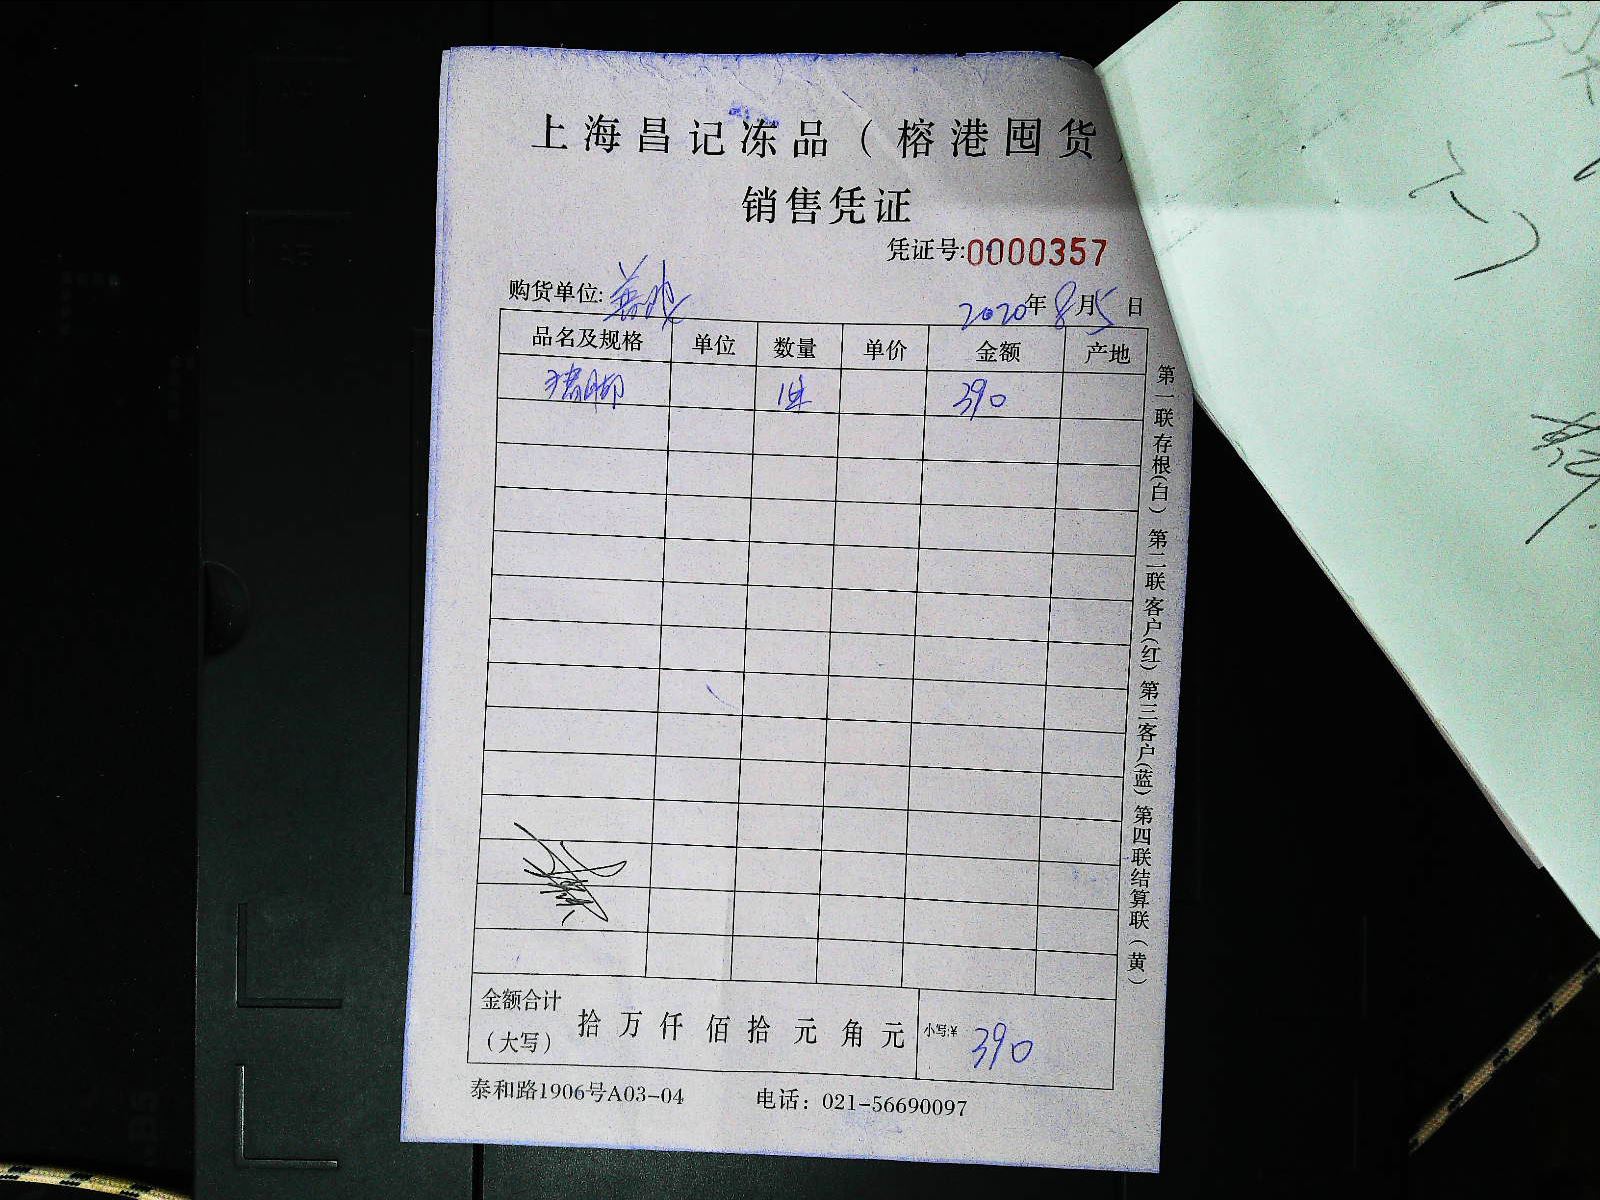 上海昌记冻品（榕港囤货）
销售凭证
凭证号:0000357
购货单位:
2020年8月5日
品名及规格 单位 数量 单价 金额 产地
猪脚 1件 390
金额合计（大写） 拾 万 仟 佰 拾 元 角 元 小写:¥ 390
泰和路1906号A03-04 电话：021-56690097
第一联存根(白) 第二联客户(红) 第三客户(蓝) 第四联结算联(黄)